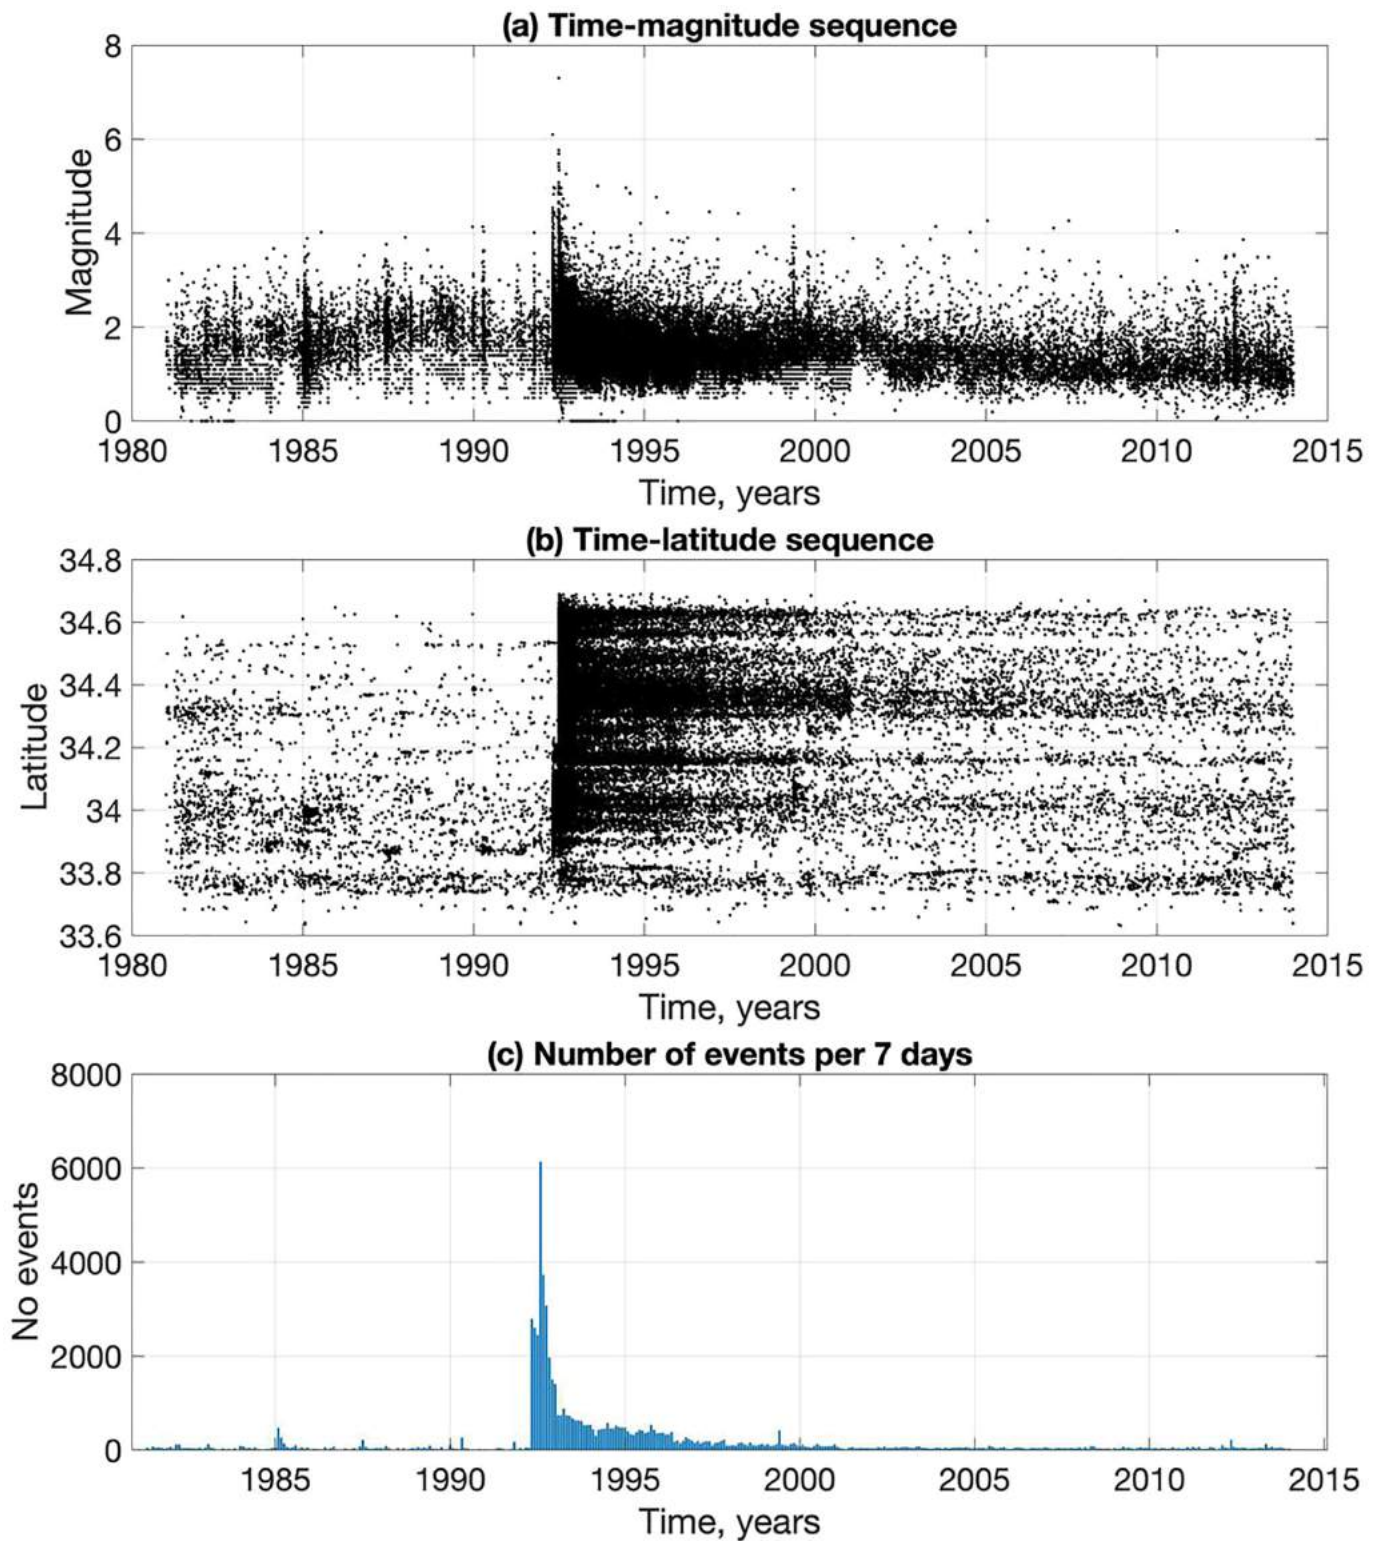 (a) Time-magnitude sequence
8
6
4
2
0
Magnitude
1980 1985 1990 1995 2000 2005 2010 2015
Time, years
(b) Time-latitude sequence
34.8
34.6
34.4
34.2
34
33.8
33.6
Latitude
1980 1985 1990 1995 2000 2005 2010 2015
Time, years
(c) Number of events per 7 days
8000
6000
4000
2000
0
No events
1985 1990 1995 2000 2005 2010 2015
Time, years